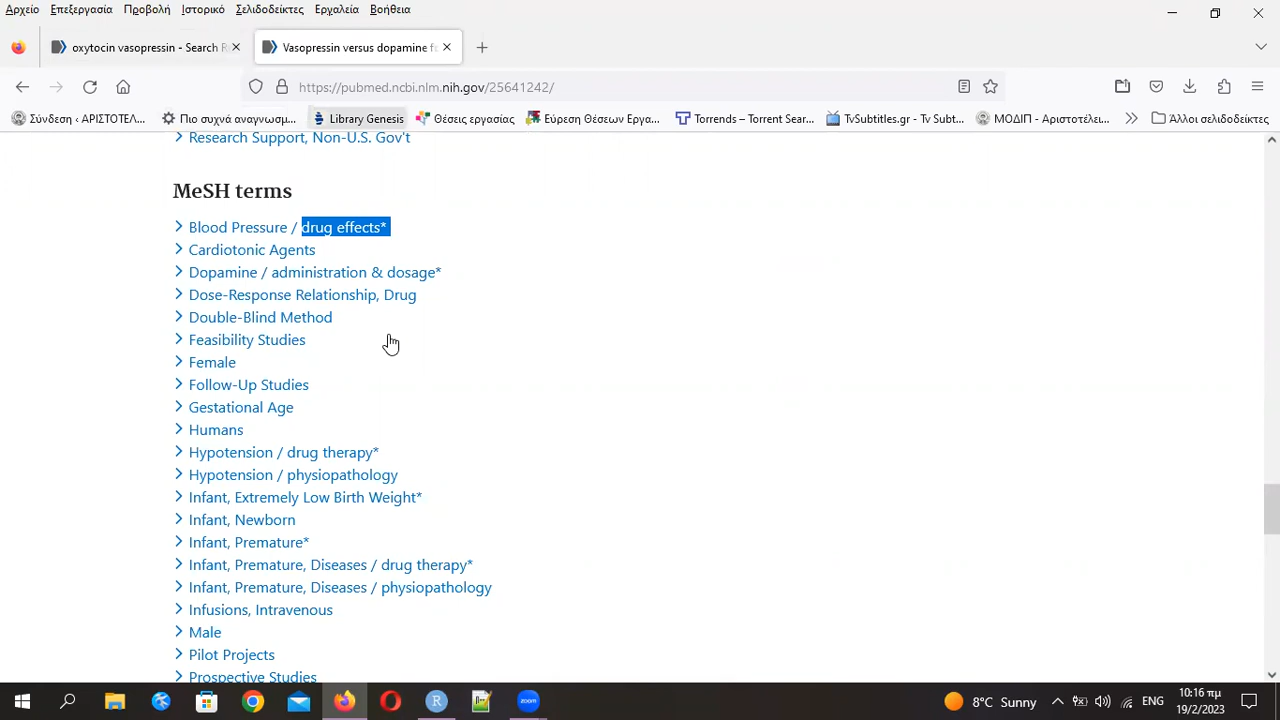 Αρχείο Επεξεργασία Προβολή Ιστορικό Σελιδοδείκτες Εργαλεία Βοήθεια
oxytocin vasopressin - Search Re
Vasopressin versus dopamine fo
https://pubmed.ncbi.nlm.nih.gov/25641242/
Σύνδεση ‹ ΑΡΙΣΤΟΤΕΛ... Πιο συχνά αναγνωσμ... Library Genesis Θέσεις εργασίας Εύρεση Θέσεων Εργα... Torrends – Torrent Sear... TvSubtitles.gr - Tv Subt... ΜΟΔΙΠ - Αριστοτέλει... Άλλοι σελιδοδείκτες
Research Support, Non-U.S. Gov't
MeSH terms
Blood Pressure / drug effects*
Cardiotonic Agents
Dopamine / administration & dosage*
Dose-Response Relationship, Drug
Double-Blind Method
Feasibility Studies
Female
Follow-Up Studies
Gestational Age
Humans
Hypotension / drug therapy*
Hypotension / physiopathology
Infant, Extremely Low Birth Weight*
Infant, Newborn
Infant, Premature*
Infant, Premature, Diseases / drug therapy*
Infant, Premature, Diseases / physiopathology
Infusions, Intravenous
Male
Pilot Projects
Prospective Studies
R
zoom
8°C Sunny
ENG
10:16 πμ
19/2/2023